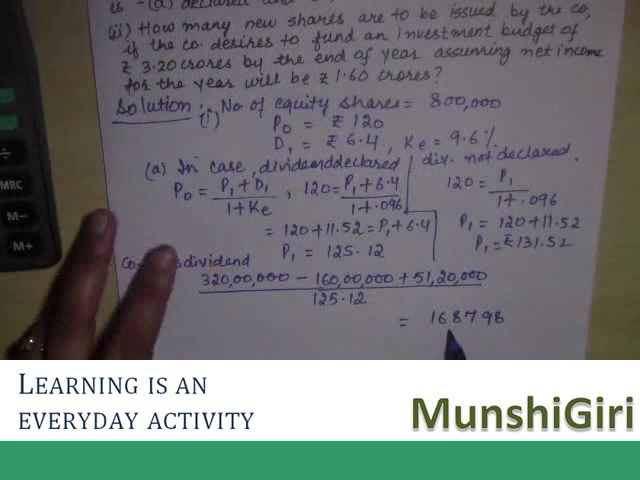 is - (a) declared and
(ii) How many new shares are to be issued by the co,
if the co. desires to fund an investment budget of
₹ 3.20 crores by the end of year assuming net income
for the year will be ₹ 1.60 crores?
Solution :- (i) No of equity shares = 800,000
P0 = ₹ 120
D1 = ₹ 6.4, Ke = 9.6%
(a) In case, dividend declared
P0 = P1 + D1 / 1 + Ke, 120 = P1 + 6.4 / 1 + .096
= 120 + 11.52 = P1 + 6.4
P1 = 125.12
div. not declared
120 = P1 / 1 + .096
P1 = 120 + 11.52
P1 = ₹ 131.52
dividend
320,00,000 - 160,00,000 + 51,20,000 / 125.12
= 168798
LEARNING IS AN
EVERYDAY ACTIVITY
MunshiGiri
MRC
M-
M+